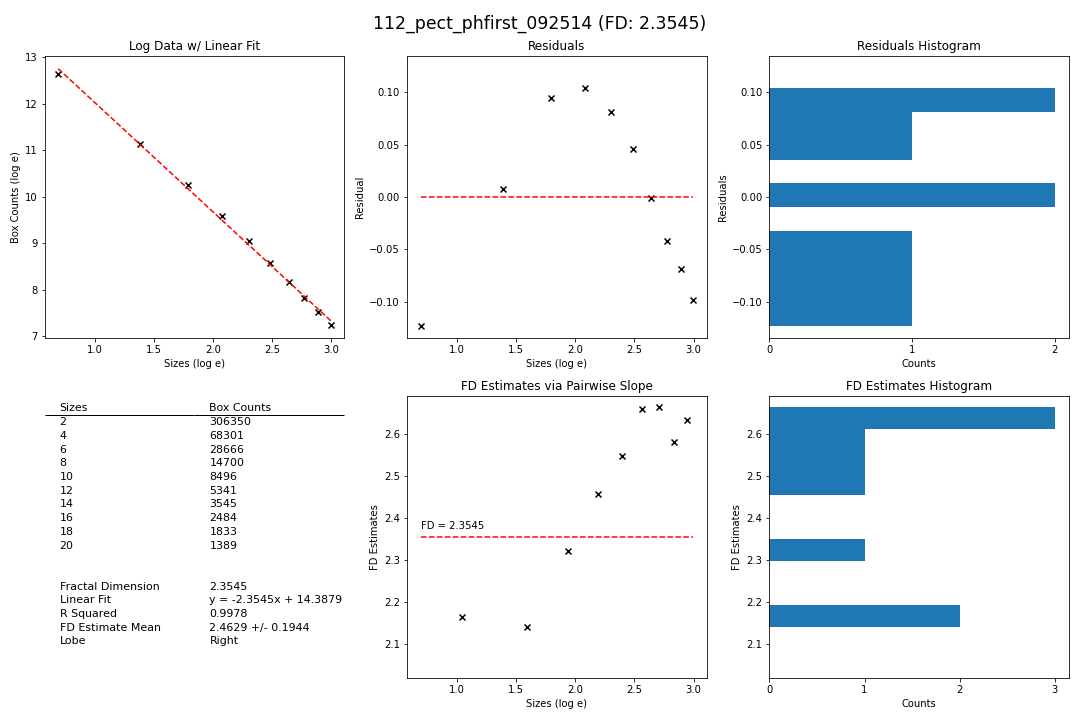 112_pect_phfirst_092514 (FD: 2.3545)
Log Data w/ Linear Fit
13
12
11
10
9
8
7
Box Counts (log e)
1.0 1.5 2.0 2.5 3.0
Sizes (log e)
Residuals
0.10
0.05
0.00
−0.05
−0.10
Residual
1.0 1.5 2.0 2.5 3.0
Sizes (log e)
Residuals Histogram
0.10
0.05
0.00
−0.05
−0.10
Residuals
0 1 2
Counts
Sizes Box Counts
2 306350
4 68301
6 28666
8 14700
10 8496
12 5341
14 3545
16 2484
18 1833
20 1389
Fractal Dimension 2.3545
Linear Fit y = -2.3545x + 14.3879
R Squared 0.9978
FD Estimate Mean 2.4629 +/- 0.1944
Lobe Right
FD Estimates via Pairwise Slope
2.6
2.5
2.4
2.3
2.2
2.1
FD Estimates
FD = 2.3545
1.0 1.5 2.0 2.5 3.0
Sizes (log e)
FD Estimates Histogram
2.6
2.5
2.4
2.3
2.2
2.1
FD Estimates
0 1 2 3
Counts